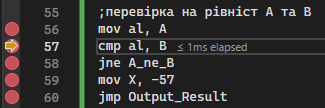 55 ;перевірка на рівніст А та В
56 mov al, A
57 cmp al, B ≤ 1ms elapsed
58 jne A_ne_B
59 mov X, -57
60 jmp Output_Result